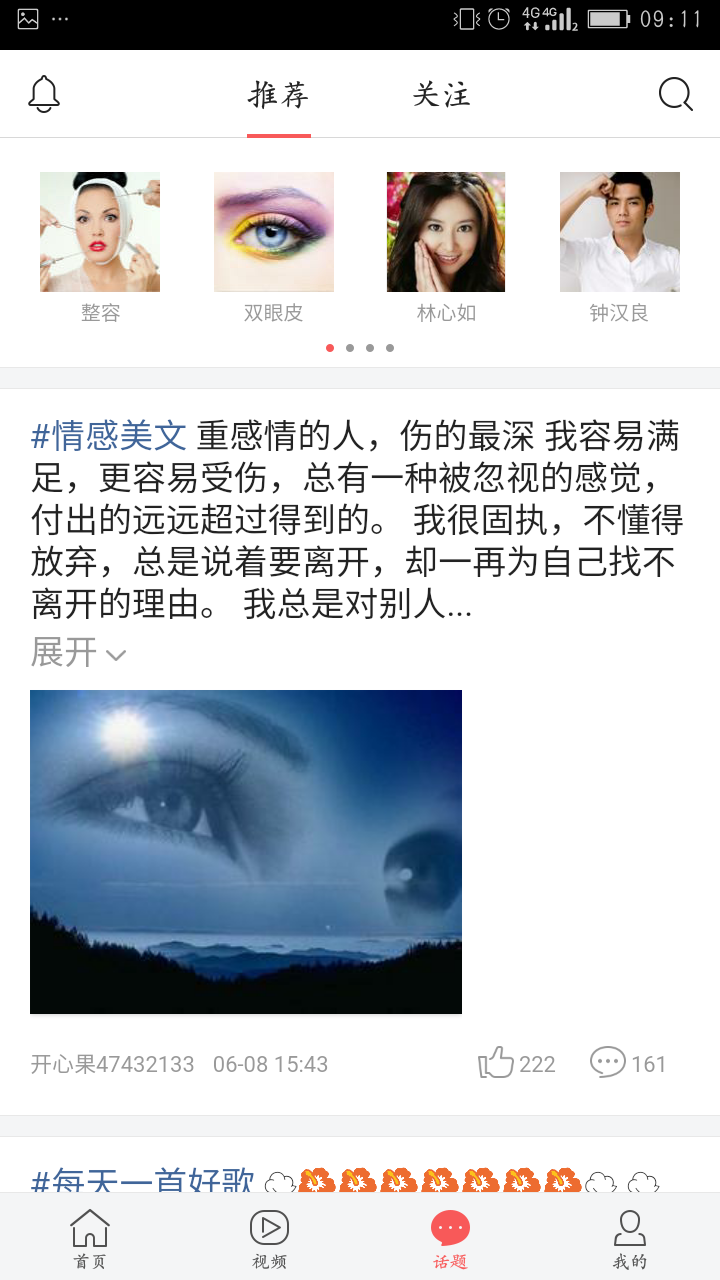 4G 4G 2 09:11
推荐 关注
整容 双眼皮 林心如 钟汉良
#情感美文 重感情的人，伤的最深 我容易满
足，更容易受伤，总有一种被忽视的感觉，
付出的远远超过得到的。 我很固执，不懂得
放弃，总是说着要离开，却一再为自己找不
离开的理由。 我总是对别人...
展开
开心果47432133 06-08 15:43 222 161
#每天一首好歌
首页 视频 话题 我的